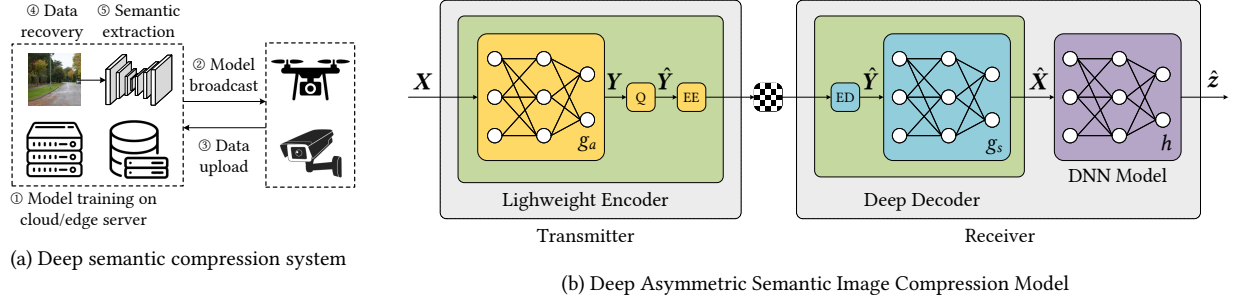 ④ Data
recovery
⑤ Semantic
extraction
② Model
broadcast
③ Data
upload
① Model training on
cloud/edge server
(a) Deep semantic compression system
X
g_a
Y
Q
Ŷ
EE
Lighweight Encoder
Transmitter
ED
Ŷ
g_s
X̂
h
DNN Model
ẑ
Deep Decoder
Receiver
(b) Deep Asymmetric Semantic Image Compression Model